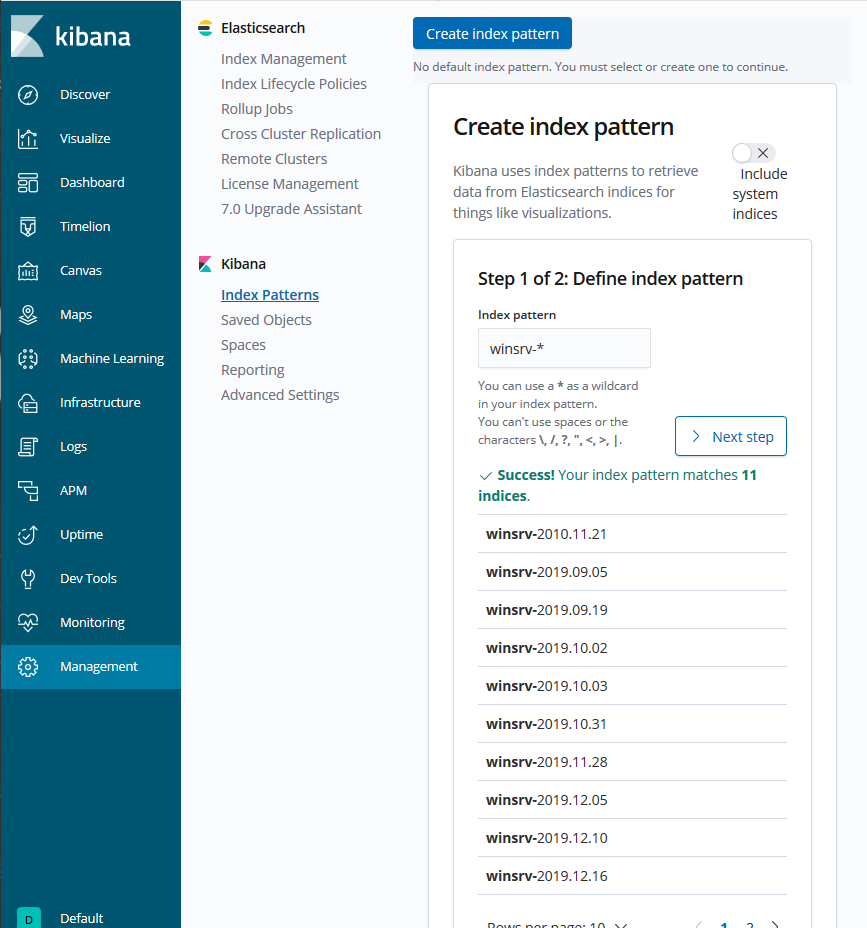 kibana
Discover
Visualize
Dashboard
Timelion
Canvas
Maps
Machine Learning
Infrastructure
Logs
APM
Uptime
Dev Tools
Monitoring
Management
D
Default
Elasticsearch
Index Management
Index Lifecycle Policies
Rollup Jobs
Cross Cluster Replication
Remote Clusters
License Management
7.0 Upgrade Assistant
Kibana
Index Patterns
Saved Objects
Spaces
Reporting
Advanced Settings
Create index pattern
No default index pattern. You must select or create one to continue.
Create index pattern
Kibana uses index patterns to retrieve
data from Elasticsearch indices for
things like visualizations.
Include
system
indices
Step 1 of 2: Define index pattern
Index pattern
winsrv-*
You can use a * as a wildcard
in your index pattern.
You can't use spaces or the
characters \, /, ?, ", <, >, |.
Next step
Success! Your index pattern matches 11
indices.
winsrv-2010.11.21
winsrv-2019.09.05
winsrv-2019.09.19
winsrv-2019.10.02
winsrv-2019.10.03
winsrv-2019.10.31
winsrv-2019.11.28
winsrv-2019.12.05
winsrv-2019.12.10
winsrv-2019.12.16
Rows per page: 10
1 2